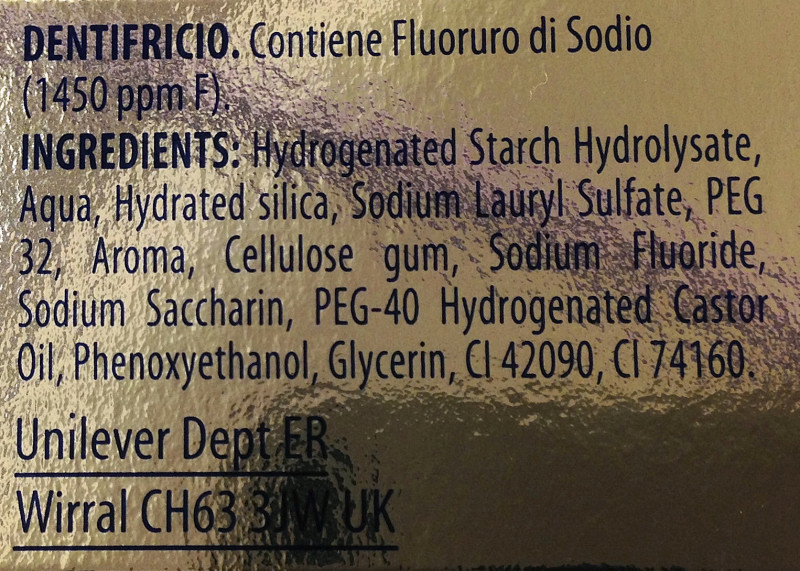 DENTIFRICIO. Contiene Fluoruro di Sodio
(1450 ppm F).
INGREDIENTS: Hydrogenated Starch Hydrolysate,
Aqua, Hydrated silica, Sodium Lauryl Sulfate, PEG
32, Aroma, Cellulose gum, Sodium Fluoride,
Sodium Saccharin, PEG-40 Hydrogenated Castor
Oil, Phenoxyethanol, Glycerin, CI 42090, CI 74160.
Unilever Dept ER
Wirral CH63 3JW UK